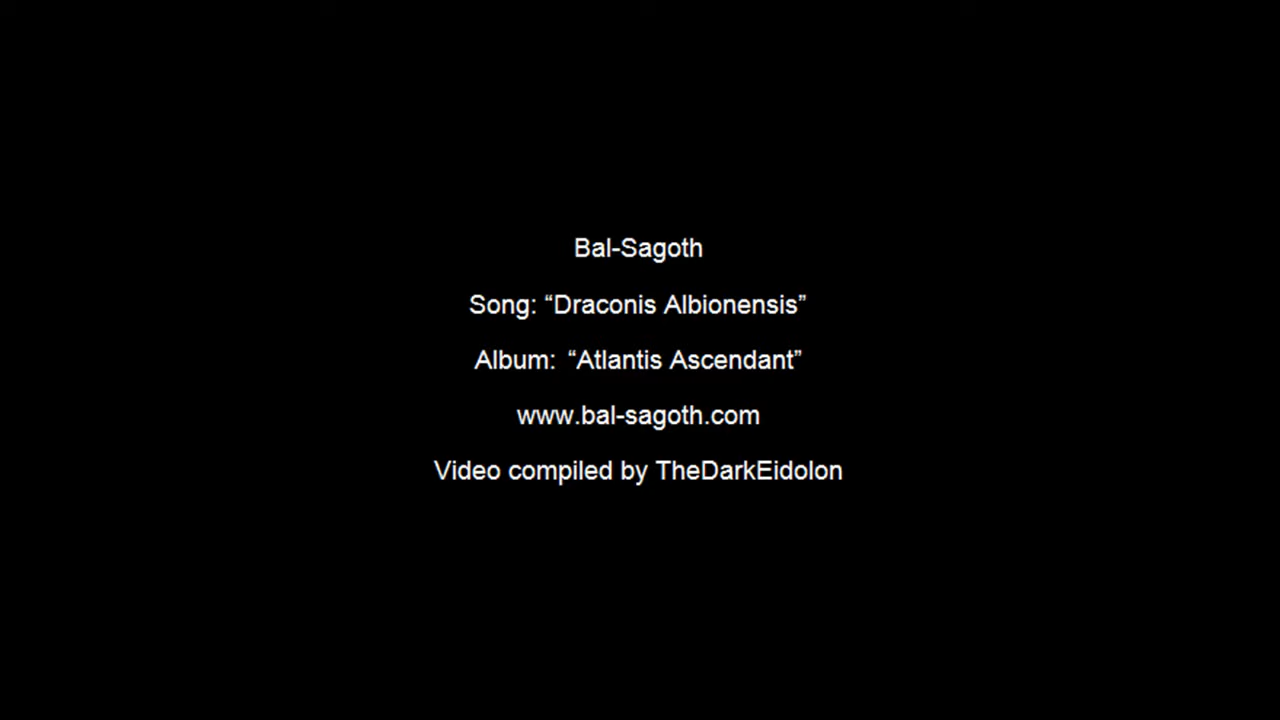 Bal-Sagoth
Song: “Draconis Albionensis”
Album:  “Atlantis Ascendant”
www.bal-sagoth.com
Video compiled by TheDarkEidolon